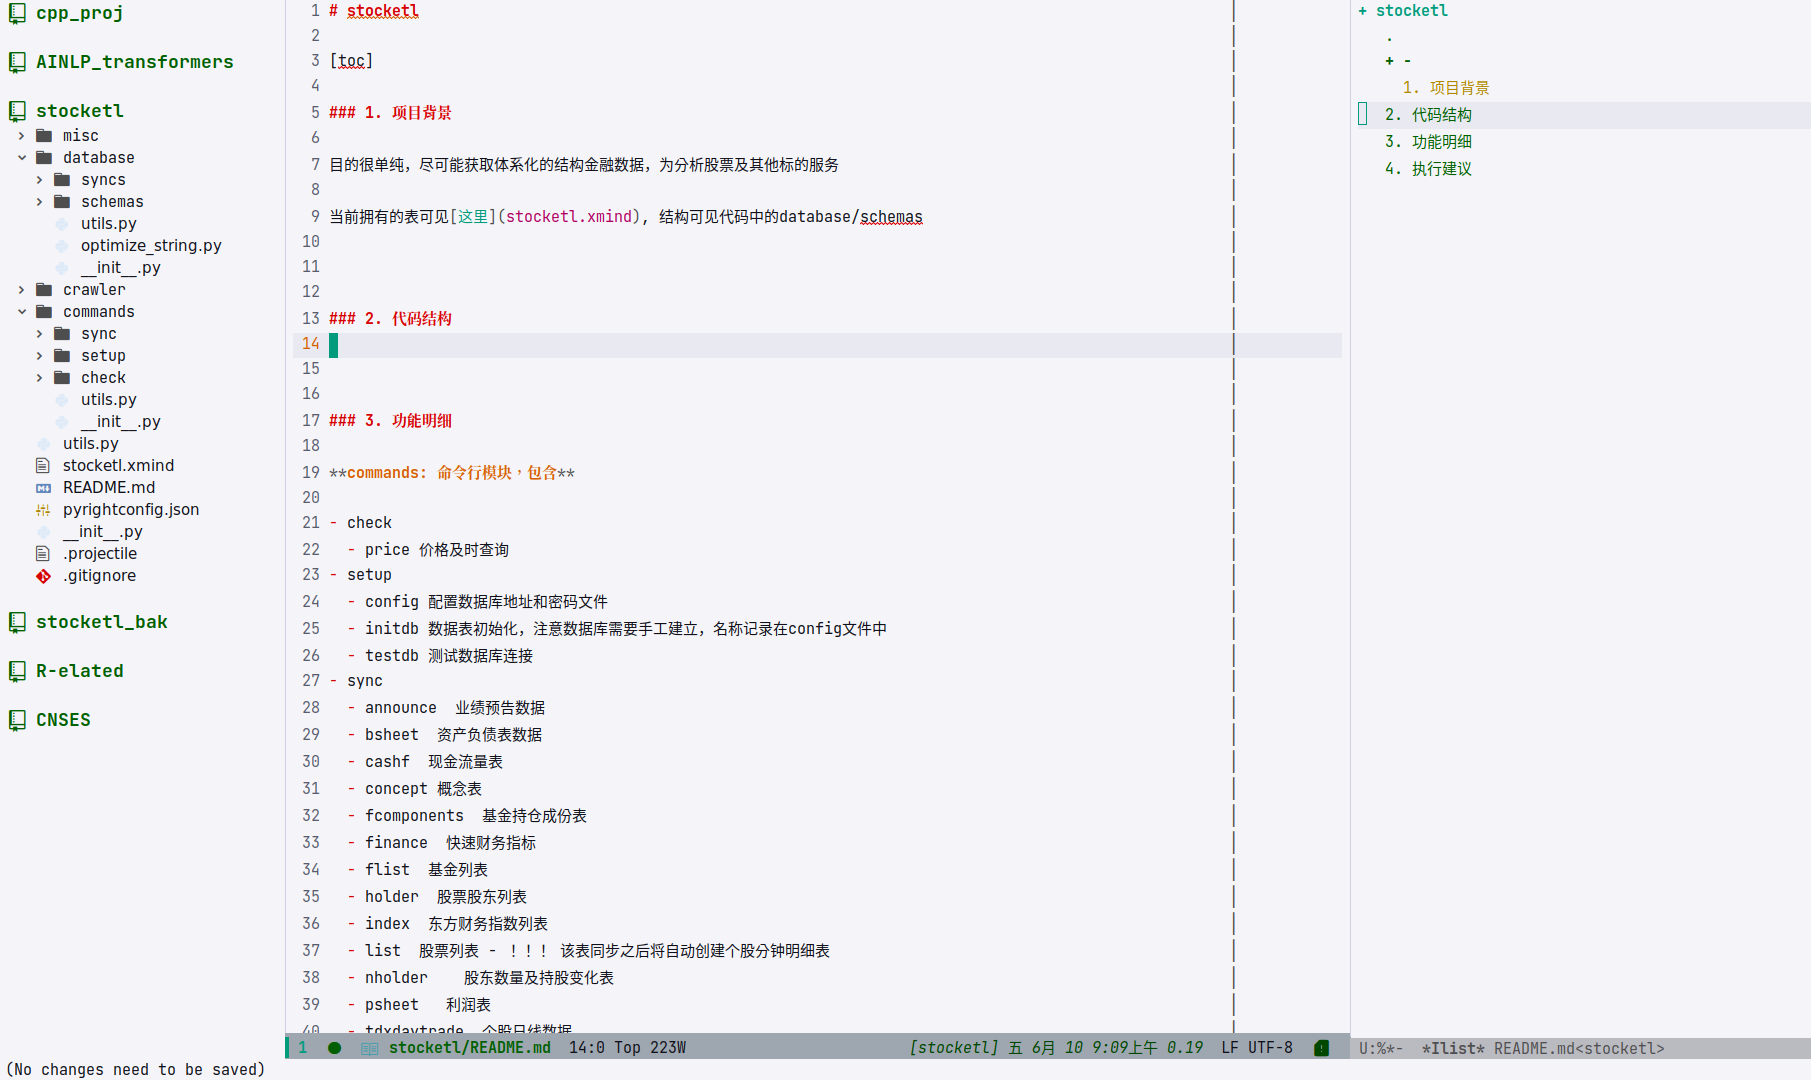 cpp_proj
AINLP_transformers
stocketl
misc
database
syncs
schemas
utils.py
optimize_string.py
__init__.py
crawler
commands
sync
setup
check
utils.py
__init__.py
utils.py
stocketl.xmind
README.md
pyrightconfig.json
__init__.py
.projectile
.gitignore
stocketl_bak
R-elated
CNSES
1 # stocketl
2
3 [toc]
4
5 ### 1. 项目背景
6
7 目的很单纯，尽可能获取体系化的结构金融数据，为分析股票及其他标的服务
8
9 当前拥有的表可见[这里](stocketl.xmind), 结构可见代码中的database/schemas
10
11
12
13 ### 2. 代码结构
14
15
16
17 ### 3. 功能明细
18
19 **commands: 命令行模块，包含**
20
21 - check
22 - price 价格及时查询
23 - setup
24 - config 配置数据库地址和密码文件
25 - initdb 数据表初始化，注意数据库需要手工建立，名称记录在config文件中
26 - testdb 测试数据库连接
27 - sync
28 - announce 业绩预告数据
29 - bsheet 资产负债表数据
30 - cashf 现金流量表
31 - concept 概念表
32 - fcomponents 基金持仓成份表
33 - finance 快速财务指标
34 - flist 基金列表
35 - holder 股票股东列表
36 - index 东方财务指数列表
37 - list 股票列表 - ！！！ 该表同步之后将自动创建个股分钟明细表
38 - nholder 股东数量及持股变化表
39 - psheet 利润表
40 - tdxdaytrade 个股日线数据
1 stocketl/README.md 14:0 Top 223W [stocketl] 五 6月 10 9:09上午 0.19 LF UTF-8
+ stocketl
.
+ -
1. 项目背景
2. 代码结构
3. 功能明细
4. 执行建议
U:%*- *Ilist* README.md<stocketl>
(No changes need to be saved)